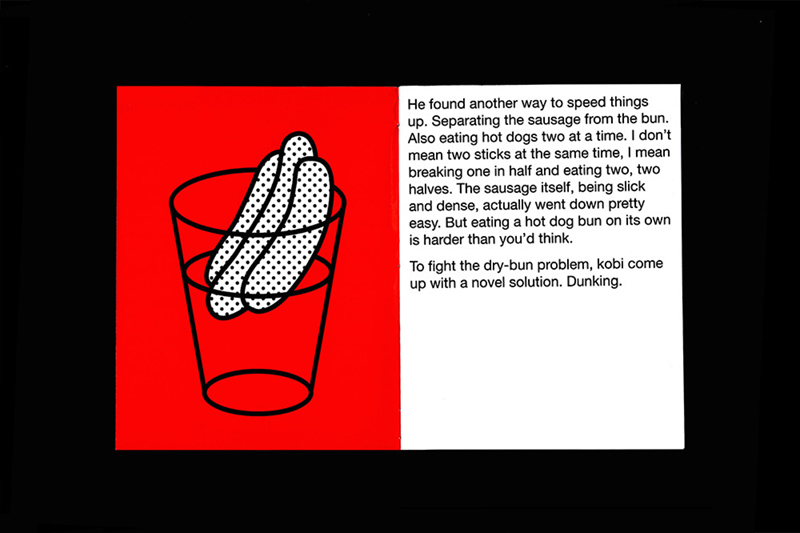 He found another way to speed things
up. Separating the sausage from the bun.
Also eating hot dogs two at a time. I don't
mean two sticks at the same time, I mean
breaking one in half and eating two, two
halves. The sausage itself, being slick
and dense, actually went down pretty
easy. But eating a hot dog bun on its own
is harder than you'd think.
To fight the dry-bun problem, kobi come
up with a novel solution. Dunking.